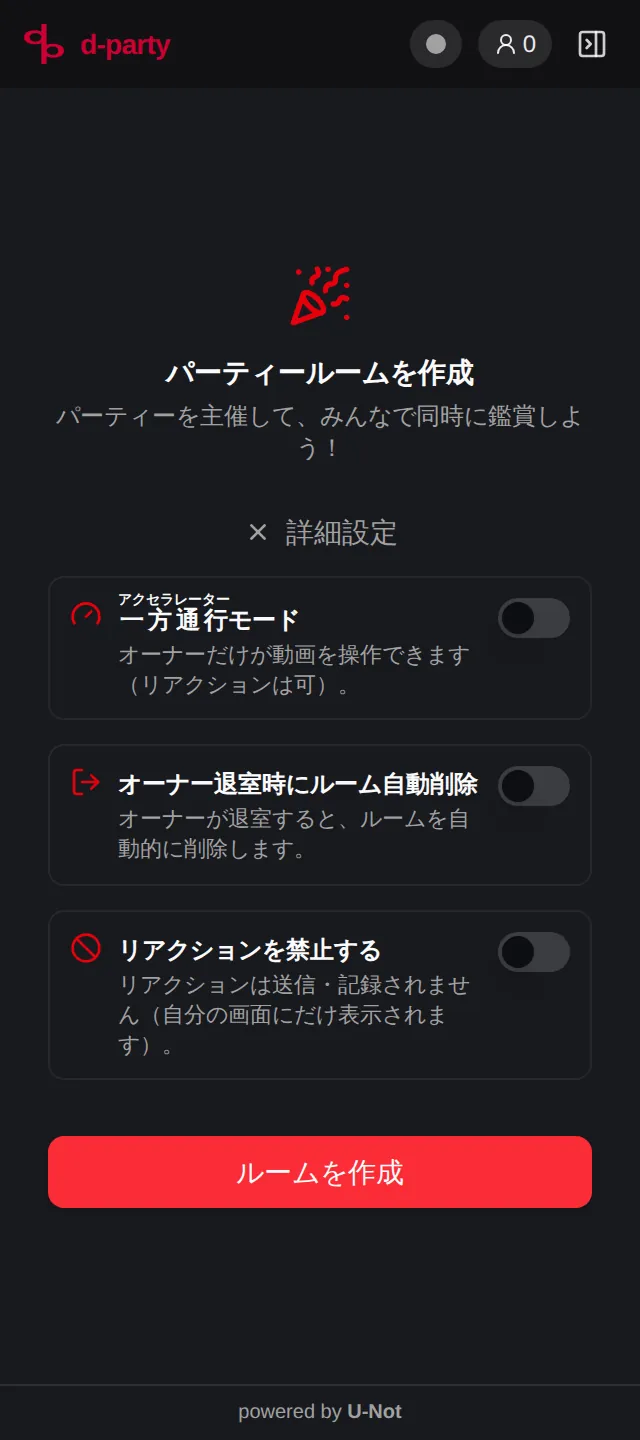 d-party
0
パーティールームを作成
パーティーを主催して、みんなで同時に鑑賞しよ
う！
詳細設定
アクセラレーター
一方通行モード
オーナーだけが動画を操作できます
（リアクションは可）。
オーナー退室時にルーム自動削除
オーナーが退室すると、ルームを自
動的に削除します。
リアクションを禁止する
リアクションは送信・記録されませ
ん（自分の画面にだけ表示されま
す）。
ルームを作成
powered by U-Not